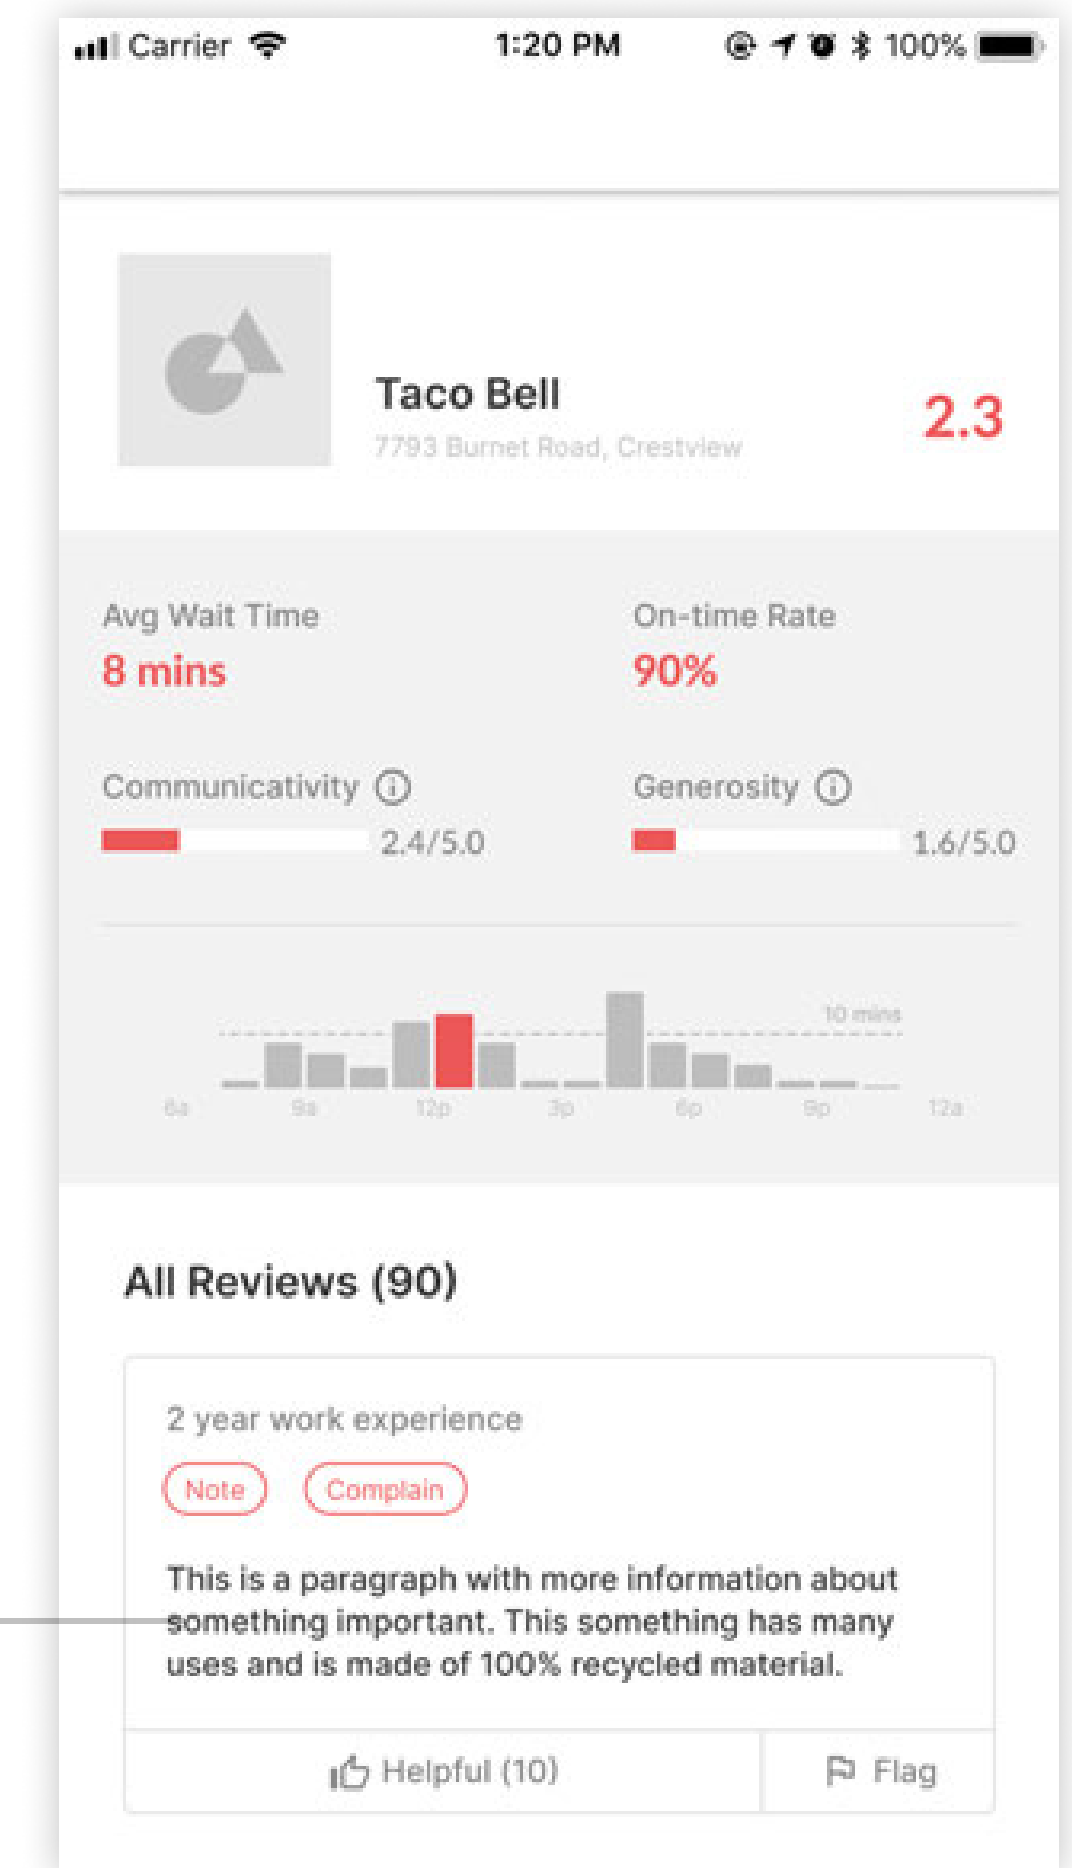 Carrier 1:20 PM 100%
Taco Bell
2.3
7793 Burnet Road, Crestview
Avg Wait Time On-time Rate
8 mins 90%
Communicativity Generosity
2.4/5.0 1.6/5.0
10 mins
6a 9a 12p 3p 6p 9p 12a
All Reviews (90)
2 year work experience
Note Complain
This is a paragraph with more information about
something important. This something has many
uses and is made of 100% recycled material.
Helpful (10) Flag